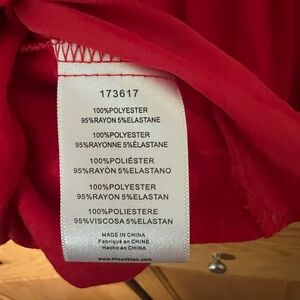 173617
100%POLYESTER
95%RAYON 5%ELASTANE
100%POLYESTER
95%RAYONNE 5%ÉLASTANE
100%POLIÉSTER
95%RAYÓN 5%ELASTANO
100%POLYESTER
95%RAYON 5%ELASTAN
100%POLIESTERE
95%VISCOSA 5%ELASTAN
MADE IN CHINA
Fabriqué en CHINE
Hecho en CHINA